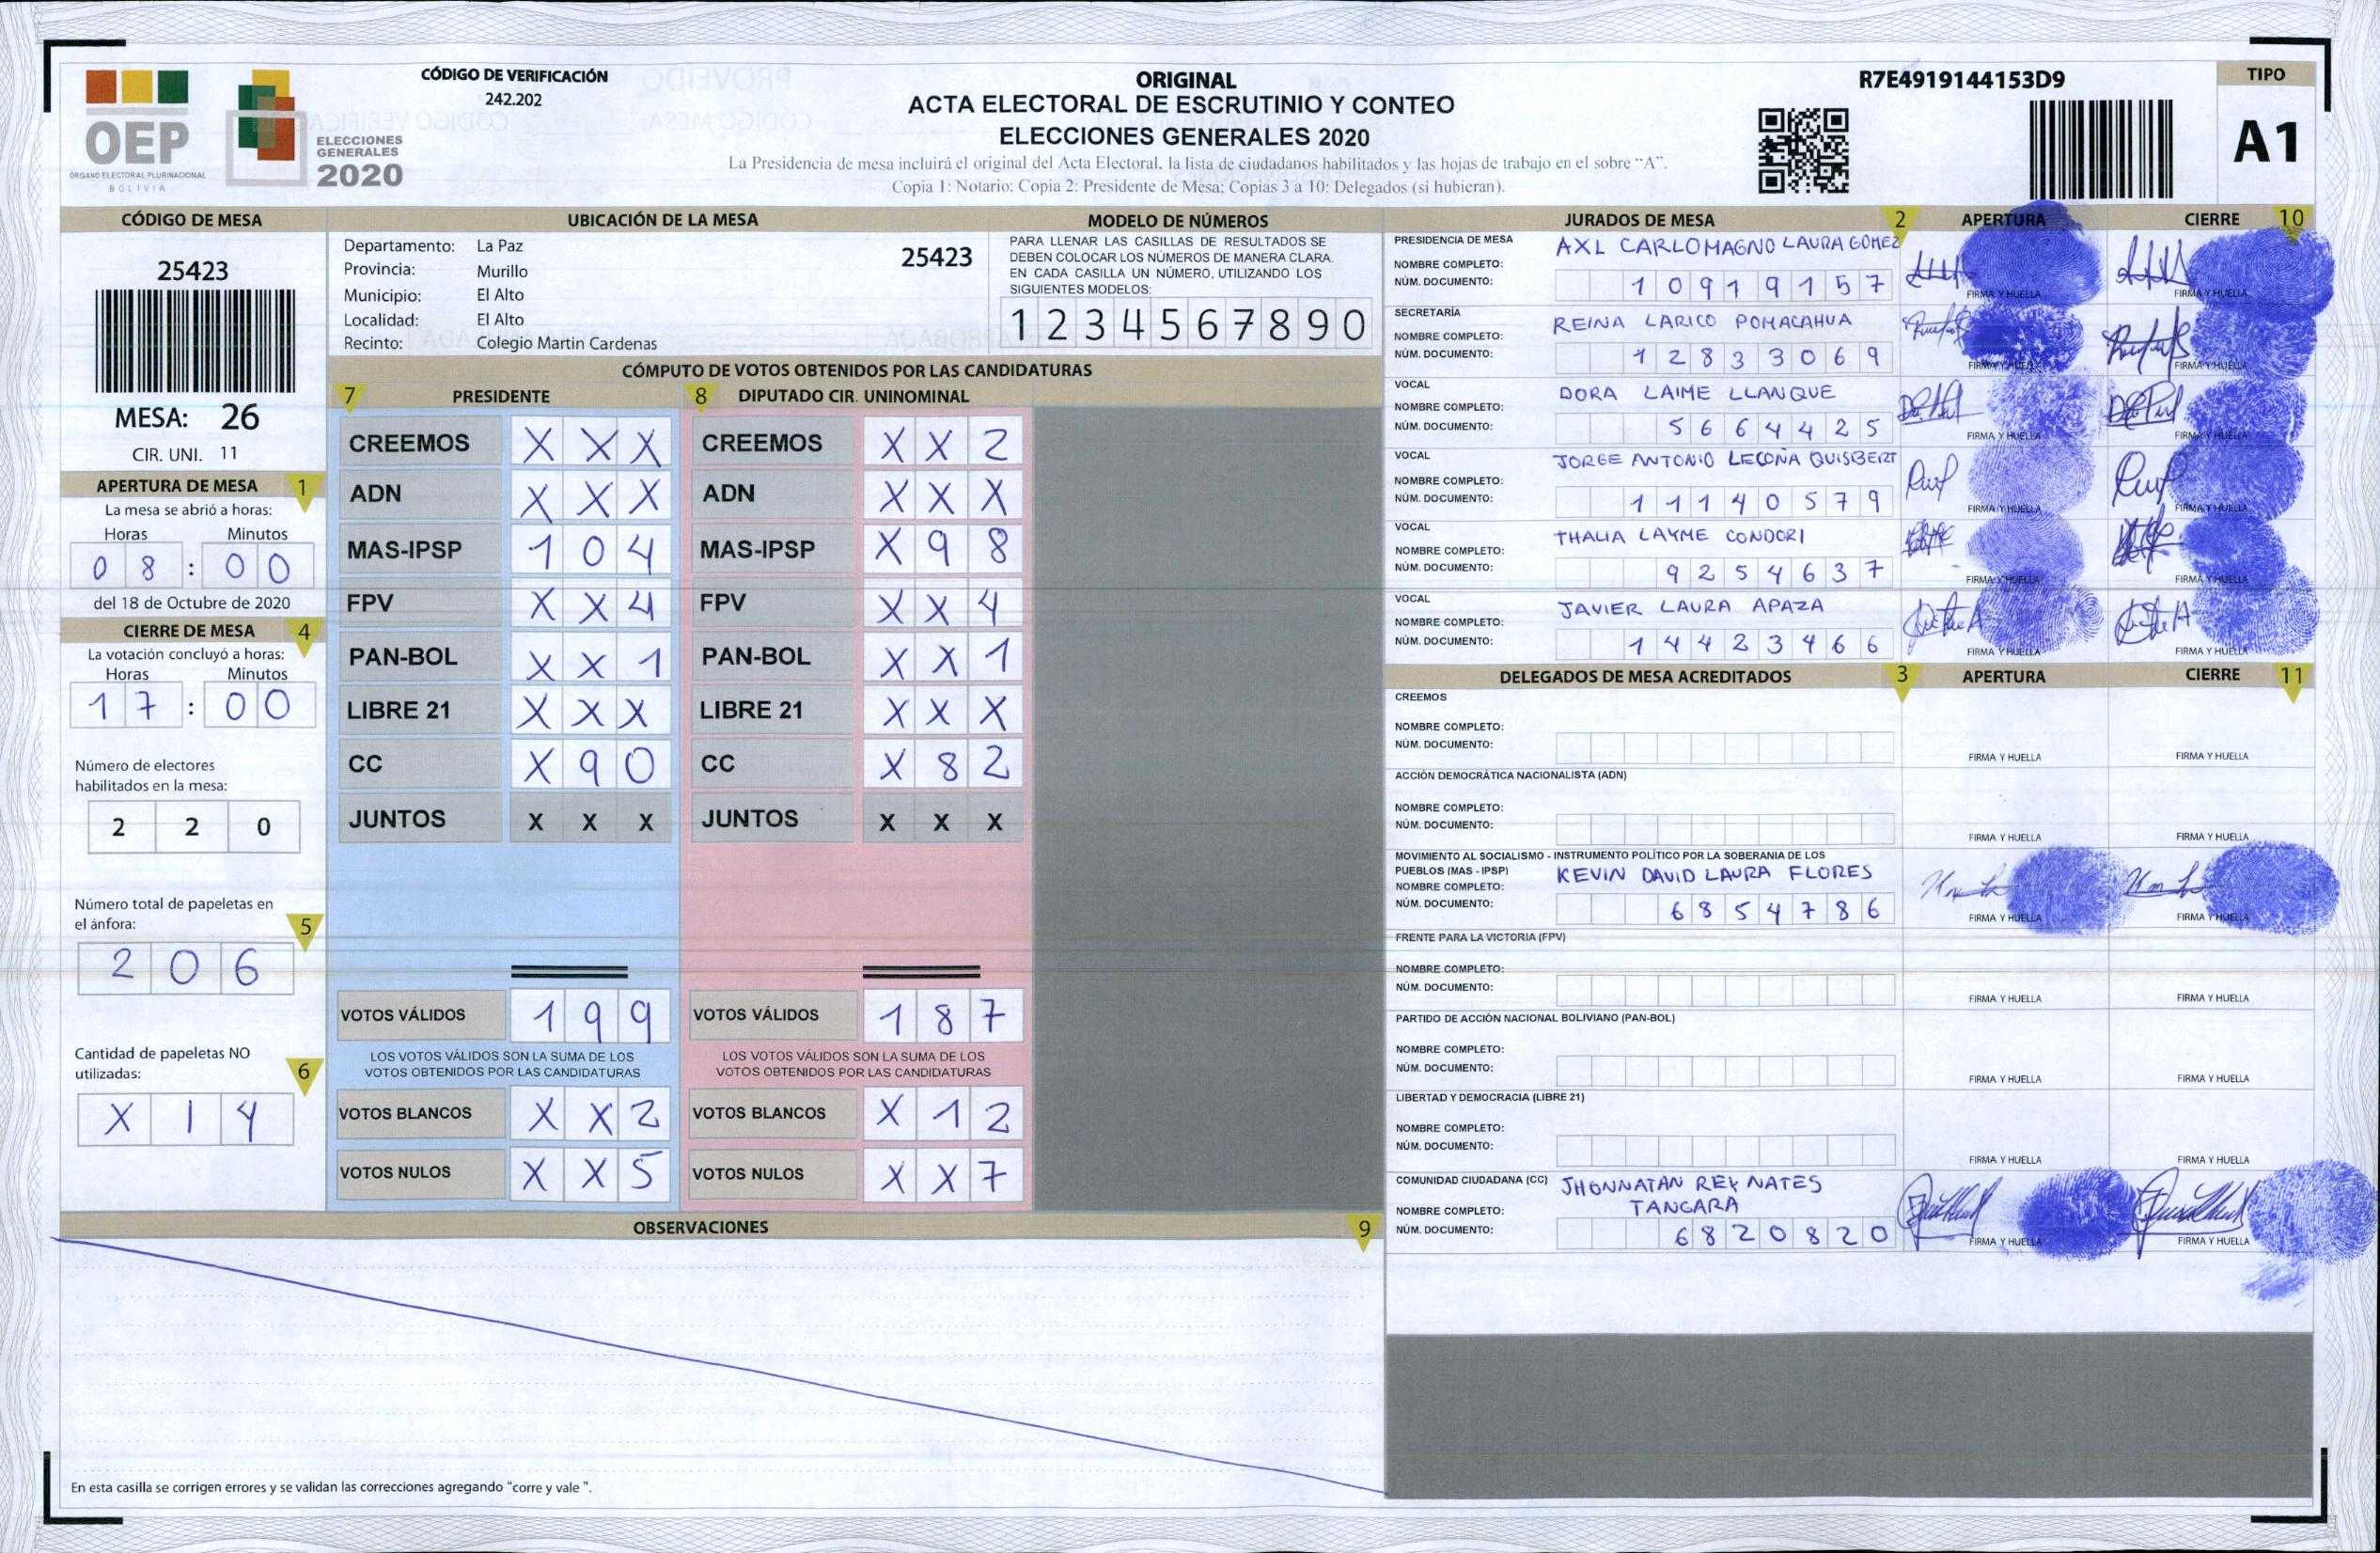 OEP
ÓRGANO ELECTORAL PLURINACIONAL
BOLIVIA
ELECCIONES
GENERALES
2020
CÓDIGO DE VERIFICACIÓN
242.202
ORIGINAL
ACTA ELECTORAL DE ESCRUTINIO Y CONTEO
ELECCIONES GENERALES 2020
La Presidencia de mesa incluirá el original del Acta Electoral, la lista de ciudadanos habilitados y las hojas de trabajo en el sobre “A”.
Copia 1: Notario; Copia 2: Presidente de Mesa; Copias 3 a 10: Delegados (si hubieran).
R7E4919144153D9
TIPO
A1
CÓDIGO DE MESA
25423
MESA: 26
CIR. UNI. 11
APERTURA DE MESA 1
La mesa se abrió a horas:
Horas Minutos
0 8 : 0 0
del 18 de Octubre de 2020
CIERRE DE MESA 4
La votación concluyó a horas:
Horas Minutos
1 7 : 0 0
Número de electores
habilitados en la mesa:
2 2 0
Número total de papeletas en
el ánfora: 5
2 0 6
Cantidad de papeletas NO
utilizadas: 6
X 1 4
UBICACIÓN DE LA MESA
Departamento: La Paz 25423
Provincia: Murillo
Municipio: El Alto
Localidad: El Alto
Recinto: Colegio Martin Cardenas
MODELO DE NÚMEROS
PARA LLENAR LAS CASILLAS DE RESULTADOS SE
DEBEN COLOCAR LOS NÚMEROS DE MANERA CLARA.
EN CADA CASILLA UN NÚMERO, UTILIZANDO LOS
SIGUIENTES MODELOS:
1 2 3 4 5 6 7 8 9 0
CÓMPUTO DE VOTOS OBTENIDOS POR LAS CANDIDATURAS
7 PRESIDENTE 8 DIPUTADO CIR. UNINOMINAL
CREEMOS X X X CREEMOS X X 2
ADN X X X ADN X X X
MAS-IPSP 1 0 4 MAS-IPSP X 9 8
FPV X X 4 FPV X X 4
PAN-BOL X X 1 PAN-BOL X X 1
LIBRE 21 X X X LIBRE 21 X X X
CC X 9 0 CC X 8 2
JUNTOS X X X JUNTOS X X X
VOTOS VÁLIDOS 1 9 9 VOTOS VÁLIDOS 1 8 7
LOS VOTOS VÁLIDOS SON LA SUMA DE LOS LOS VOTOS VÁLIDOS SON LA SUMA DE LOS
VOTOS OBTENIDOS POR LAS CANDIDATURAS VOTOS OBTENIDOS POR LAS CANDIDATURAS
VOTOS BLANCOS X X 2 VOTOS BLANCOS X 1 2
VOTOS NULOS X X 5 VOTOS NULOS X X 7
OBSERVACIONES 9
En esta casilla se corrigen errores y se validan las correcciones agregando “corre y vale ”.
JURADOS DE MESA 2 APERTURA CIERRE 10
PRESIDENCIA DE MESA
NOMBRE COMPLETO: AXL CARLOMAGNO LAURA GOMEZ
NÚM. DOCUMENTO: 1 0 9 1 9 1 5 7
FIRMA Y HUELLA FIRMA Y HUELLA
SECRETARÍA
NOMBRE COMPLETO: REINA LARICO POMACAHUA
NÚM. DOCUMENTO: 1 2 8 3 3 0 6 9
FIRMA Y HUELLA FIRMA Y HUELLA
VOCAL
NOMBRE COMPLETO: DORA LAIME LLANQUE
NÚM. DOCUMENTO: 5 6 6 4 4 2 5
FIRMA Y HUELLA FIRMA Y HUELLA
VOCAL
NOMBRE COMPLETO: JORGE ANTONIO LECOÑA QUISBERT
NÚM. DOCUMENTO: 1 1 1 4 0 5 7 9
FIRMA Y HUELLA FIRMA Y HUELLA
VOCAL
NOMBRE COMPLETO: THALIA LAYME CONDORI
NÚM. DOCUMENTO: 9 2 5 4 6 3 7
FIRMA Y HUELLA FIRMA Y HUELLA
VOCAL
NOMBRE COMPLETO: JAVIER LAURA APAZA
NÚM. DOCUMENTO: 1 4 4 2 3 4 6 6
FIRMA Y HUELLA FIRMA Y HUELLA
DELEGADOS DE MESA ACREDITADOS 3 APERTURA CIERRE 11
CREEMOS
NOMBRE COMPLETO:
NÚM. DOCUMENTO:
FIRMA Y HUELLA FIRMA Y HUELLA
ACCIÓN DEMOCRÁTICA NACIONALISTA (ADN)
NOMBRE COMPLETO:
NÚM. DOCUMENTO:
FIRMA Y HUELLA FIRMA Y HUELLA
MOVIMIENTO AL SOCIALISMO - INSTRUMENTO POLÍTICO POR LA SOBERANIA DE LOS
PUEBLOS (MAS - IPSP)
NOMBRE COMPLETO: KEVIN DAVID LAURA FLORES
NÚM. DOCUMENTO: 6 8 5 4 7 8 6
FIRMA Y HUELLA FIRMA Y HUELLA
FRENTE PARA LA VICTORIA (FPV)
NOMBRE COMPLETO:
NÚM. DOCUMENTO:
FIRMA Y HUELLA FIRMA Y HUELLA
PARTIDO DE ACCIÓN NACIONAL BOLIVIANO (PAN-BOL)
NOMBRE COMPLETO:
NÚM. DOCUMENTO:
FIRMA Y HUELLA FIRMA Y HUELLA
LIBERTAD Y DEMOCRACIA (LIBRE 21)
NOMBRE COMPLETO:
NÚM. DOCUMENTO:
FIRMA Y HUELLA FIRMA Y HUELLA
COMUNIDAD CIUDADANA (CC) JHONNATAN REY NATES
NOMBRE COMPLETO: TANGARA
NÚM. DOCUMENTO: 6 8 2 0 8 2 0
FIRMA Y HUELLA FIRMA Y HUELLA